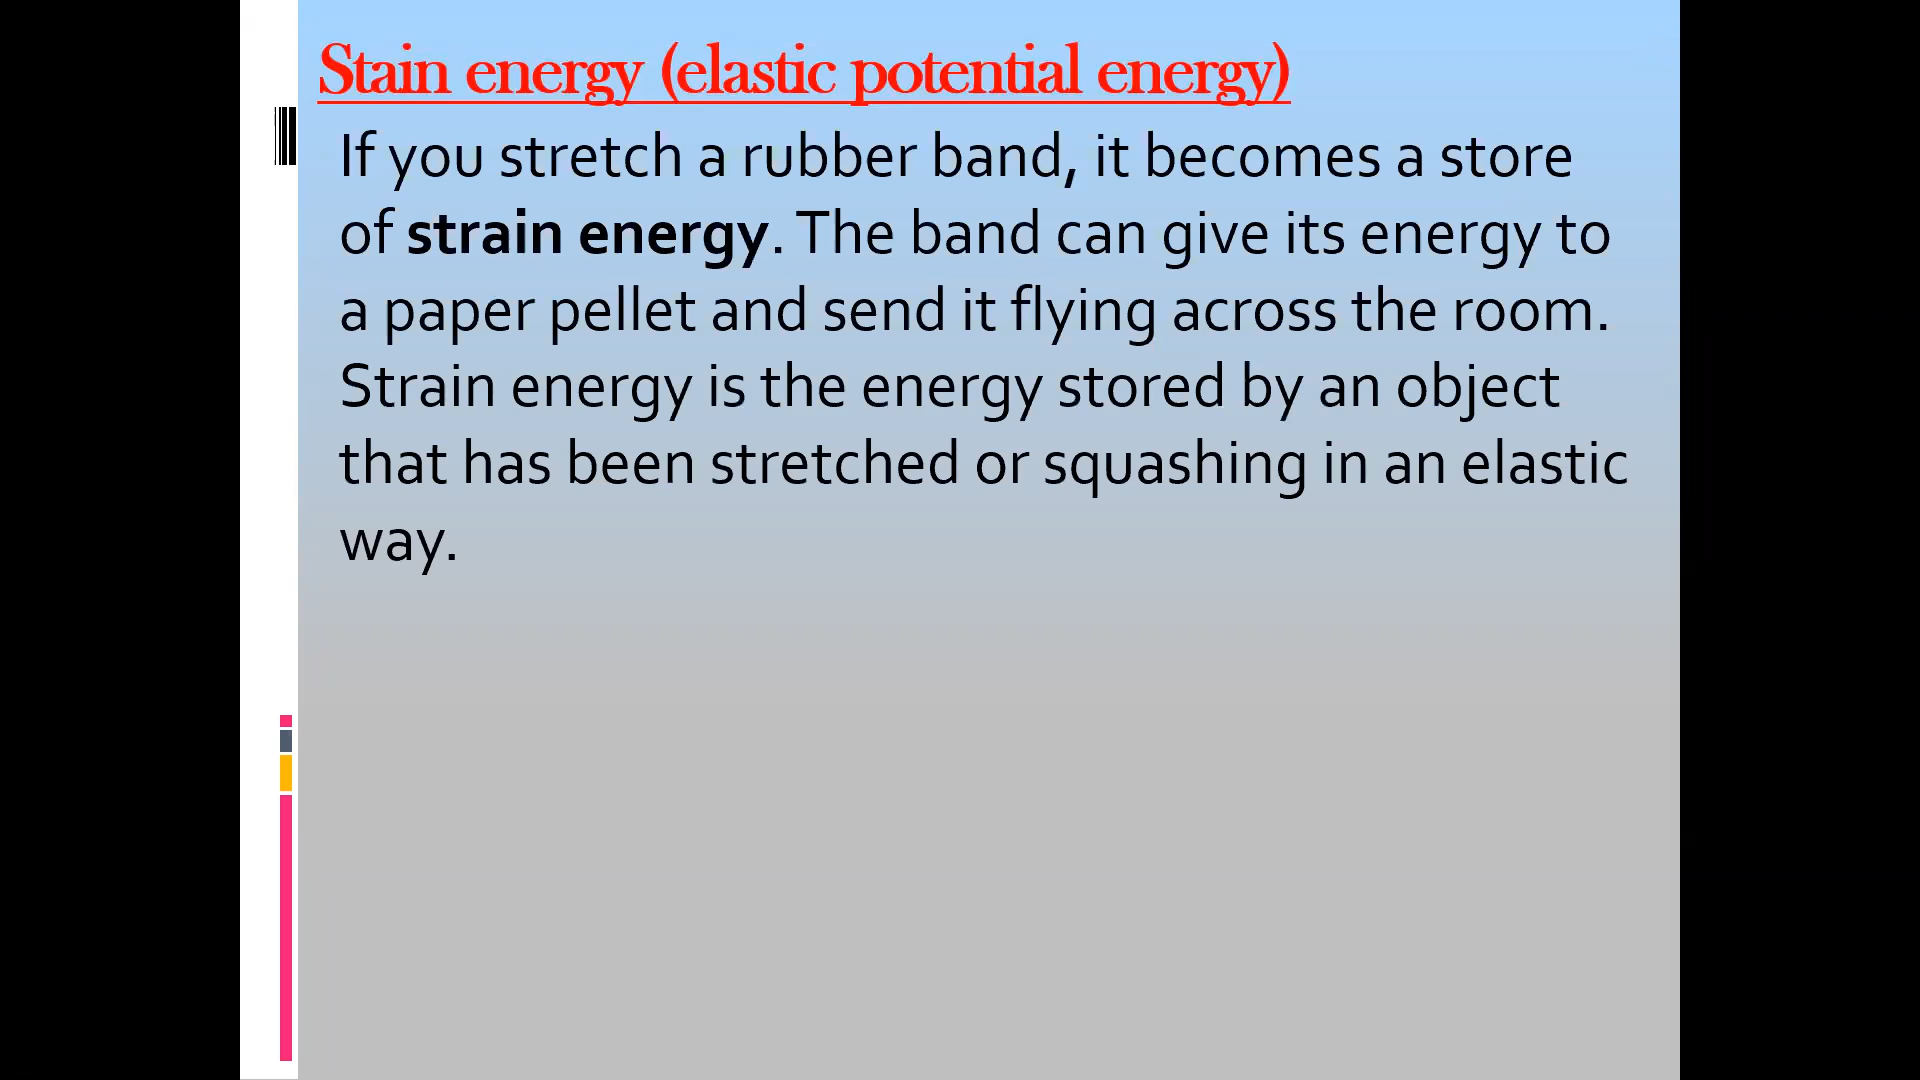 Stain energy (elastic potential energy)
If you stretch a rubber band, it becomes a store
of strain energy. The band can give its energy to
a paper pellet and send it flying across the room.
Strain energy is the energy stored by an object
that has been stretched or squashing in an elastic
way.